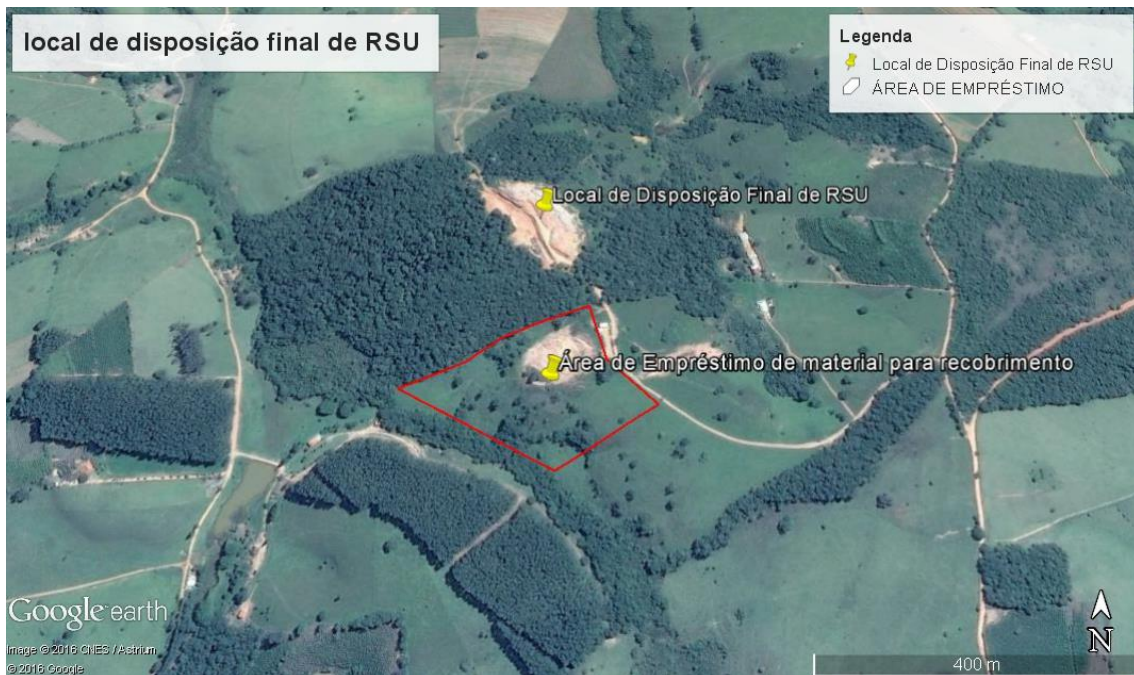 local de disposição final de RSU
Legenda
Local de Disposição Final de RSU
ÁREA DE EMPRÉSTIMO
Local de Disposição Final de RSU
Área de Empréstimo de material para recobrimento
Google earth
Image © 2016 CNES / Astrium
© 2016 Google
N
400 m